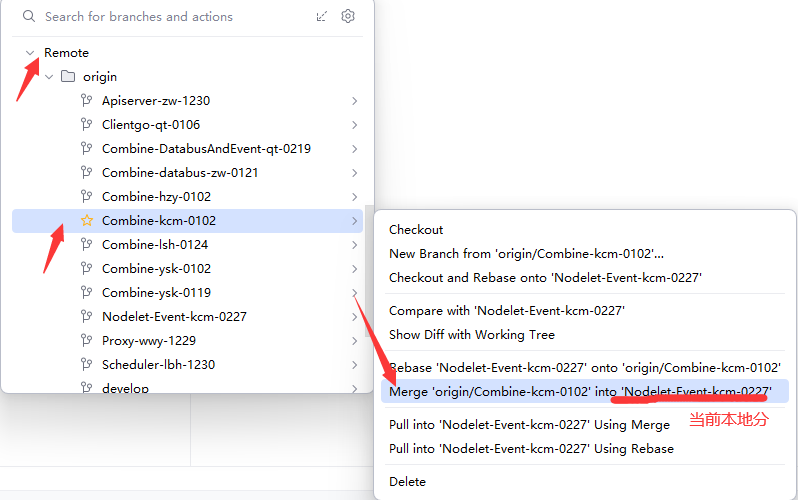 Search for branches and actions
Remote
origin
Apiserver-zw-1230
Clientgo-qt-0106
Combine-DatabusAndEvent-qt-0219
Combine-databus-zw-0121
Combine-hzy-0102
Combine-kcm-0102
Combine-lsh-0124
Combine-ysk-0102
Combine-ysk-0119
Nodelet-Event-kcm-0227
Proxy-wwy-1229
Scheduler-lbh-1230
develop
Checkout
New Branch from 'origin/Combine-kcm-0102'...
Checkout and Rebase onto 'Nodelet-Event-kcm-0227'
Compare with 'Nodelet-Event-kcm-0227'
Show Diff with Working Tree
Rebase 'Nodelet-Event-kcm-0227' onto 'origin/Combine-kcm-0102'
Merge 'origin/Combine-kcm-0102' into 'Nodelet-Event-kcm-0227'
当前本地分
Pull into 'Nodelet-Event-kcm-0227' Using Merge
Pull into 'Nodelet-Event-kcm-0227' Using Rebase
Delete